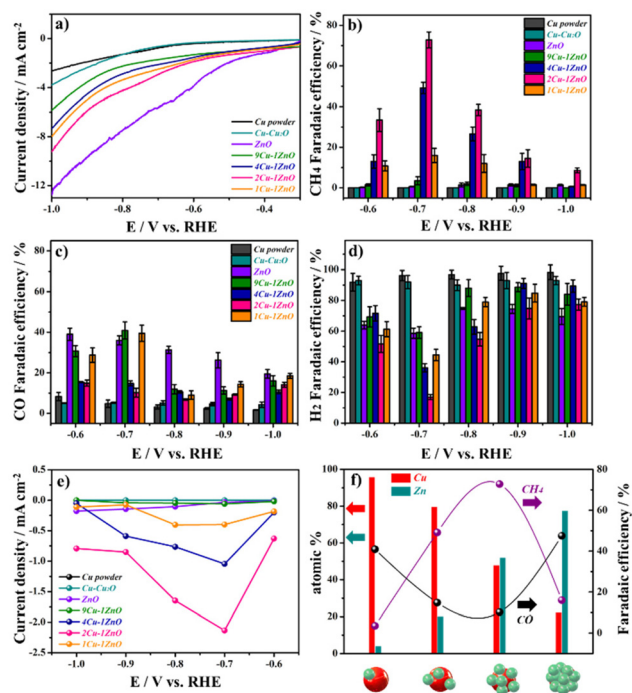 a)
Current density / mA cm⁻²
0
-4
-8
-12
-1.0 -0.8 -0.6 -0.4
E / V vs. RHE
Cu powder
Cu-Cu₂O
ZnO
9Cu-1ZnO
4Cu-1ZnO
2Cu-1ZnO
1Cu-1ZnO
b)
CH4 Faradaic efficiency / %
80
60
40
20
0
-0.6 -0.7 -0.8 -0.9 -1.0
E / V vs. RHE
Cu powder
Cu-Cu₂O
ZnO
9Cu-1ZnO
4Cu-1ZnO
2Cu-1ZnO
1Cu-1ZnO
c)
CO Faradaic efficiency / %
80
60
40
20
0
-0.6 -0.7 -0.8 -0.9 -1.0
E / V vs. RHE
Cu powder
Cu-Cu₂O
ZnO
9Cu-1ZnO
4Cu-1ZnO
2Cu-1ZnO
1Cu-1ZnO
d)
H2 Faradaic efficiency / %
100
90
80
70
60
50
40
30
20
10
0
-0.6 -0.7 -0.8 -0.9 -1.0
E / V vs. RHE
e)
Current density / mA cm⁻²
0.0
-0.5
-1.0
-1.5
-2.0
-2.5
-1.0 -0.9 -0.8 -0.7 -0.6
E / V vs. RHE
Cu powder
Cu-Cu₂O
ZnO
9Cu-1ZnO
4Cu-1ZnO
2Cu-1ZnO
1Cu-1ZnO
f)
atomic %
100
80
60
40
20
0
Cu
Zn
CH4
CO
80
60
40
20
0
Faradaic efficiency / %